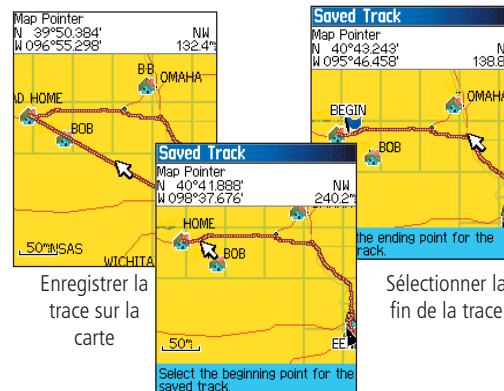 Map Pointer
N 39°50.384' NW
W 096°55.298' 132.4
BB
OMAHA
AD HOME
BOB
50
NSAS
WICHITA
Enregistrer la
trace sur la
carte
Saved Track
Map Pointer
N 40°41.888' NW
W 098°37.676' 240.2
HOME
BOB
50
EE
Select the beginning point for the
saved track.
Saved Track
Map Pointer
N 40°43.243' N
W 095°46.458' 138.8
OMAHA
BEGIN
BOB
the ending point for the
rack.
Sélectionner la
fin de la trace